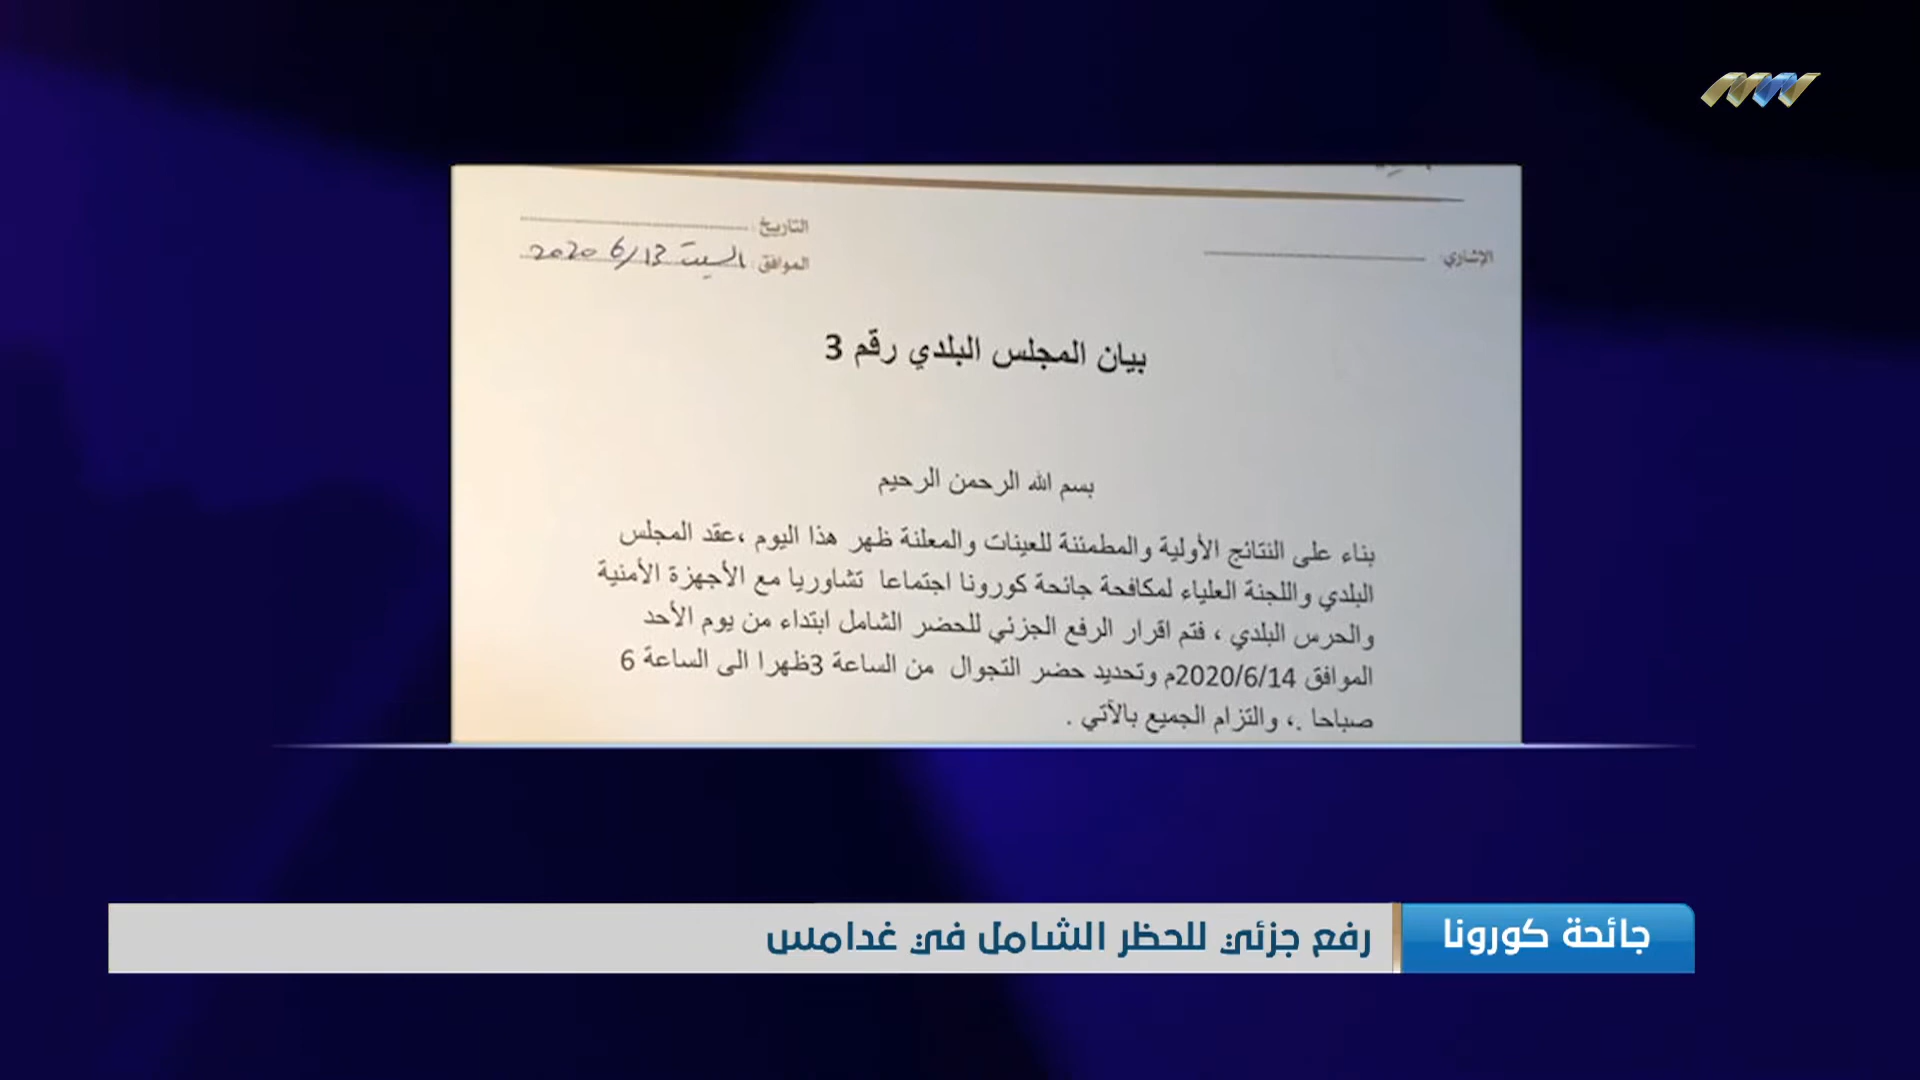 التاريخ:
الموافق: السبت 6/13 2020
الإشاري:
بيان المجلس البلدي رقم 3
بسم الله الرحمن الرحيم
بناء على النتائج الأولية والمطمئنة للعينات والمعلنة ظهر هذا اليوم ،عقد المجلس
البلدي واللجنة العلياء لمكافحة جائحة كورونا اجتماعا تشاوريا مع الأجهزة الأمنية
والحرس البلدي ، فتم اقرار الرفع الجزئي للحضر الشامل ابتداء من يوم الأحد
الموافق 2020/6/14م وتحديد حضر التجوال من الساعة 3ظهرا الى الساعة 6
صباحا .، والتزام الجميع بالآتي .
جائحة كورونا
رفع جزئي للحظر الشامل في غدامس